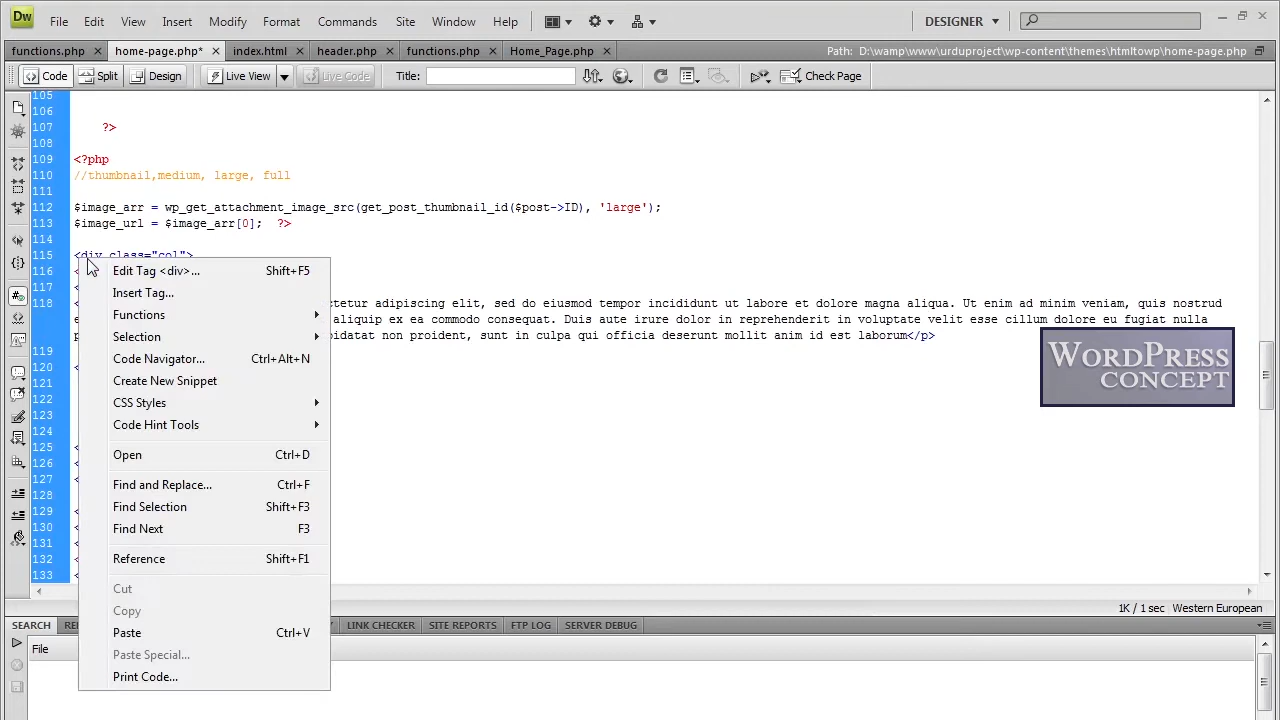 Dw File Edit View Insert Modify Format Commands Site Window Help DESIGNER
functions.php home-page.php* index.html header.php functions.php Home_Page.php Path: D:\wamp\www\urduproject\wp-content\themes\htmltowp\home-page.php
Code Split Design Live View Live Code Title: Check Page
105
106
107 ?>
108
109 <?php
110 //thumbnail,medium, large, full
111
112 $image_arr = wp_get_attachment_image_src(get_post_thumbnail_id($post->ID), 'large');
113 $image_url = $image_arr[0]; ?>
114
115 <div class="col">
116 <
117 <
118 < ctetur adipiscing elit, sed do eiusmod tempor incididunt ut labore et dolore magna aliqua. Ut enim ad minim veniam, quis nostrud
e aliquip ex ea commodo consequat. Duis aute irure dolor in reprehenderit in voluptate velit esse cillum dolore eu fugiat nulla
p idatat non proident, sunt in culpa qui officia deserunt mollit anim id est laborum</p>
119
120 <
121
122
123
124
125 <
126 <
127 <
128
129 <
130 <
131 <
132 <
133 <
Edit Tag <div>... Shift+F5
Insert Tag...
Functions
Selection
Code Navigator... Ctrl+Alt+N
Create New Snippet
CSS Styles
Code Hint Tools
Open Ctrl+D
Find and Replace... Ctrl+F
Find Selection Shift+F3
Find Next F3
Reference Shift+F1
Cut
Copy
Paste Ctrl+V
Paste Special...
Print Code...
WORDPRESS
CONCEPT
1K / 1 sec Western European
SEARCH LINK CHECKER SITE REPORTS FTP LOG SERVER DEBUG
File